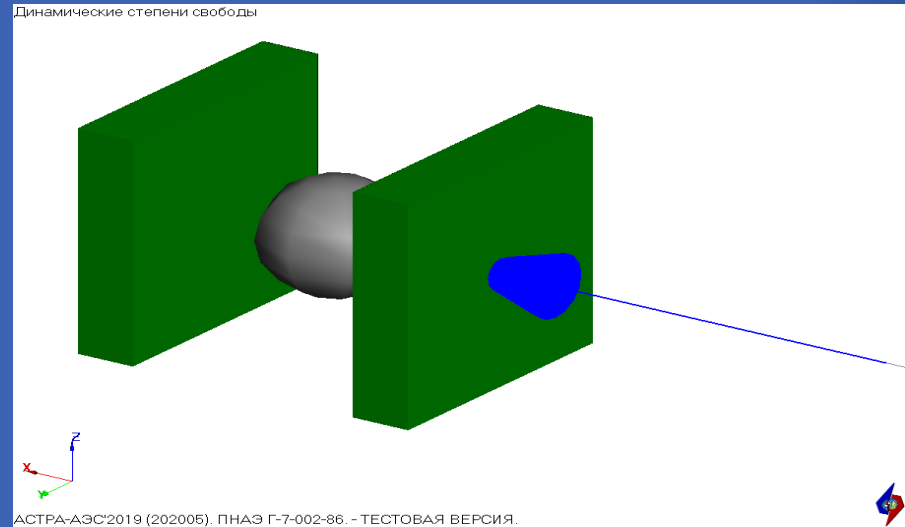 Динамические степени свободы
Z
X
Y
АСТРА-АЭС'2019 (202005). ПНАЭ Г-7-002-86. - ТЕСТОВАЯ ВЕРСИЯ.